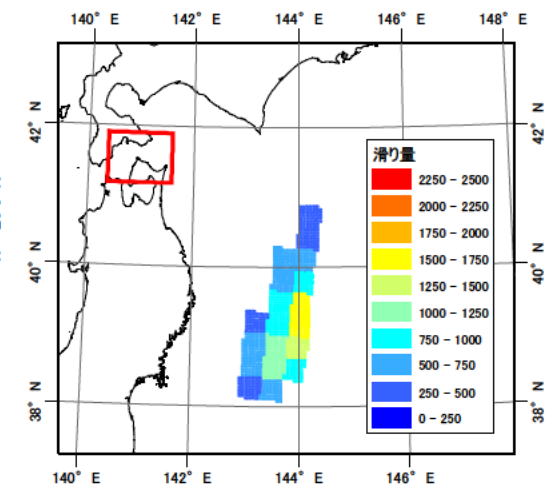 140° E 142° E 144° E 146° E 148° E
42° N
42° N
滑り量
2250 - 2500
2000 - 2250
1750 - 2000
1500 - 1750
1250 - 1500
1000 - 1250
750 - 1000
500 - 750
250 - 500
0 - 250
40° N
40° N
38° N
38° N
140° E 142° E 144° E 146° E